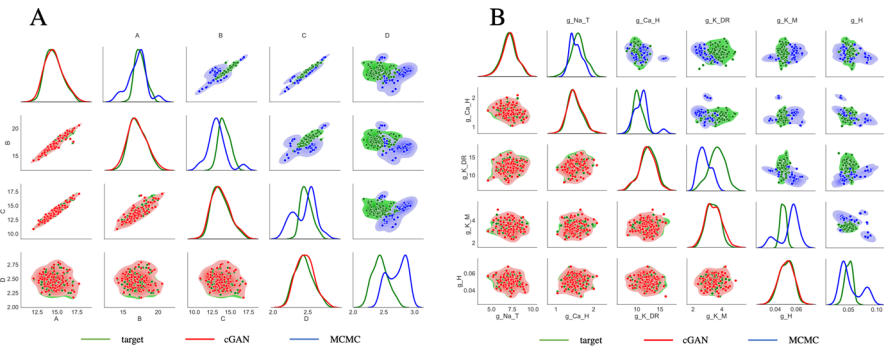 A
B
A
B
C
D
g_Na_T
g_Ca_H
g_K_DR
g_K_M
g_H
B
20
15
C
17.5
15.0
12.5
10.0
D
2.75
2.50
2.25
2.00
12.5 15.0 17.5
A
15 20
B
10.0 12.5 15.0 17.5
C
2.0 2.5
D
2.0 2.5 3.0
g_Ca_H
2
1
g_K_DR
15
10
g_K_M
4
2
g_H
0.06
0.04
5.0 7.5 10.0
g_Na_T
1 2
g_Ca_H
10 15
g_K_DR
2 4
g_K_M
0.04 0.06
g_H
0.05 0.10
target cGAN MCMC
target cGAN MCMC